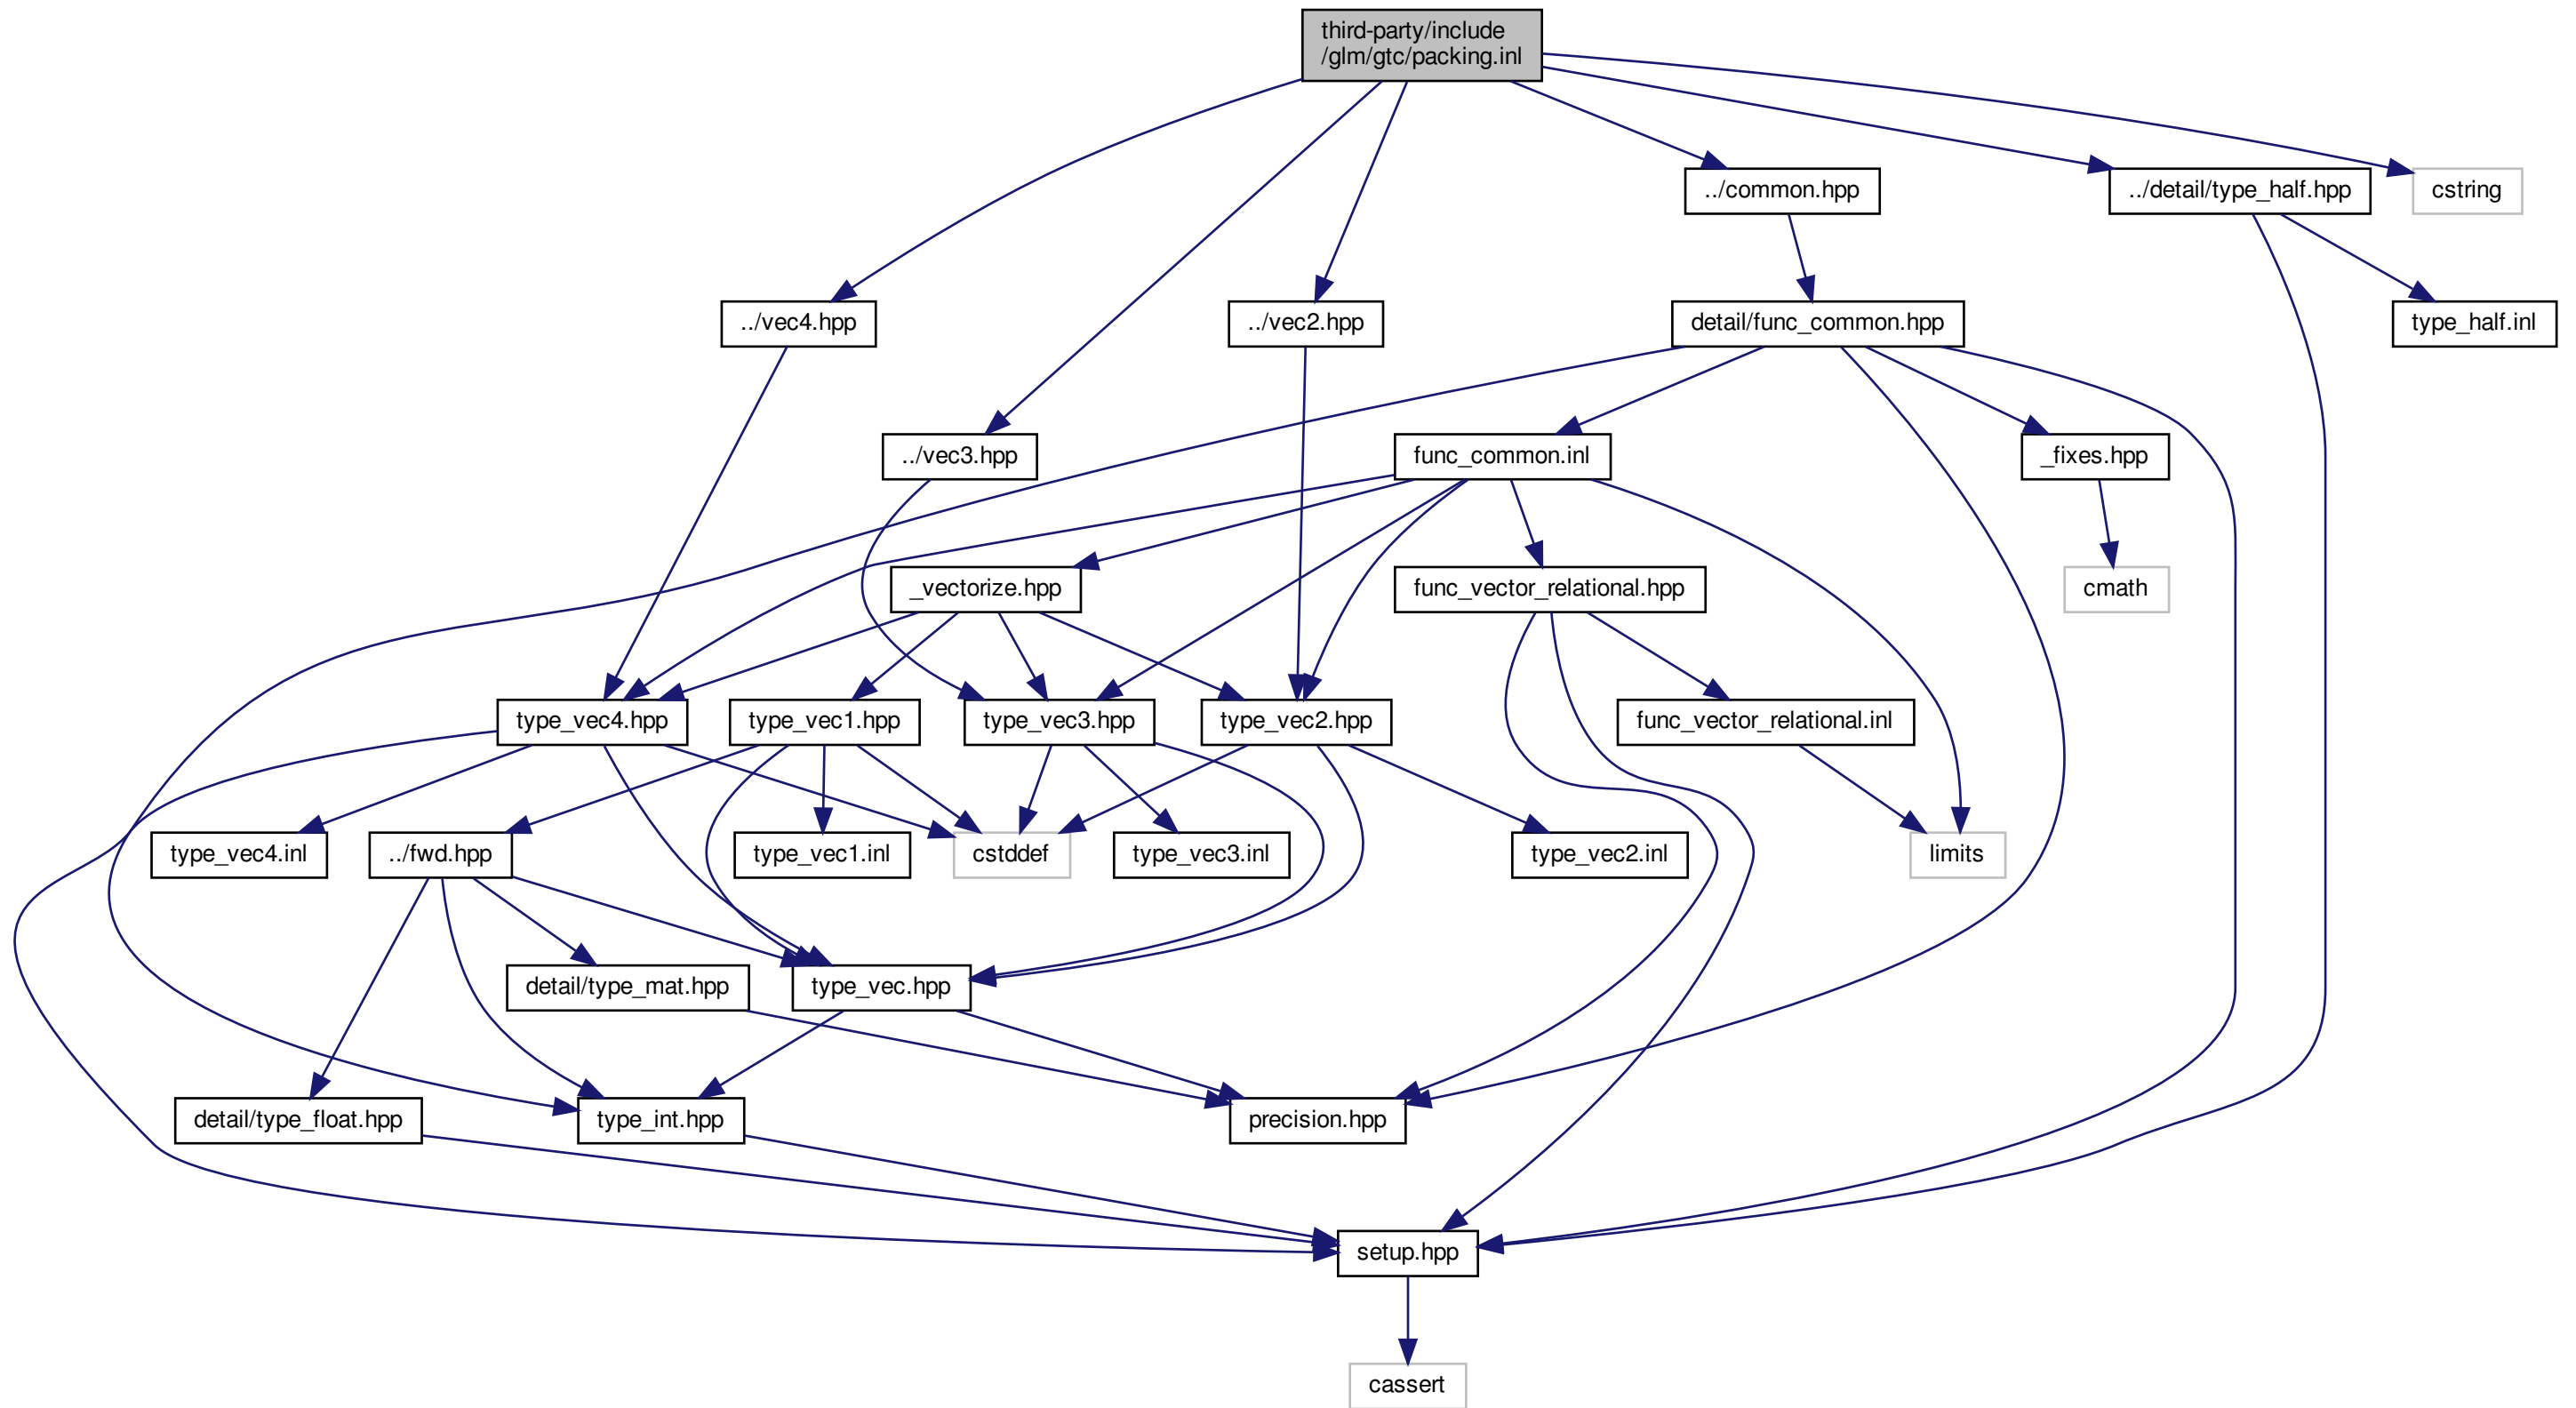 third-party/include
/glm/gtc/packing.inl
../common.hpp
../detail/type_half.hpp
cstring
../vec4.hpp
../vec2.hpp
detail/func_common.hpp
type_half.inl
../vec3.hpp
func_common.inl
_fixes.hpp
_vectorize.hpp
func_vector_relational.hpp
cmath
type_vec4.hpp
type_vec1.hpp
type_vec3.hpp
type_vec2.hpp
func_vector_relational.inl
type_vec4.inl
../fwd.hpp
type_vec1.inl
cstddef
type_vec3.inl
type_vec2.inl
limits
detail/type_mat.hpp
type_vec.hpp
detail/type_float.hpp
type_int.hpp
precision.hpp
setup.hpp
cassert